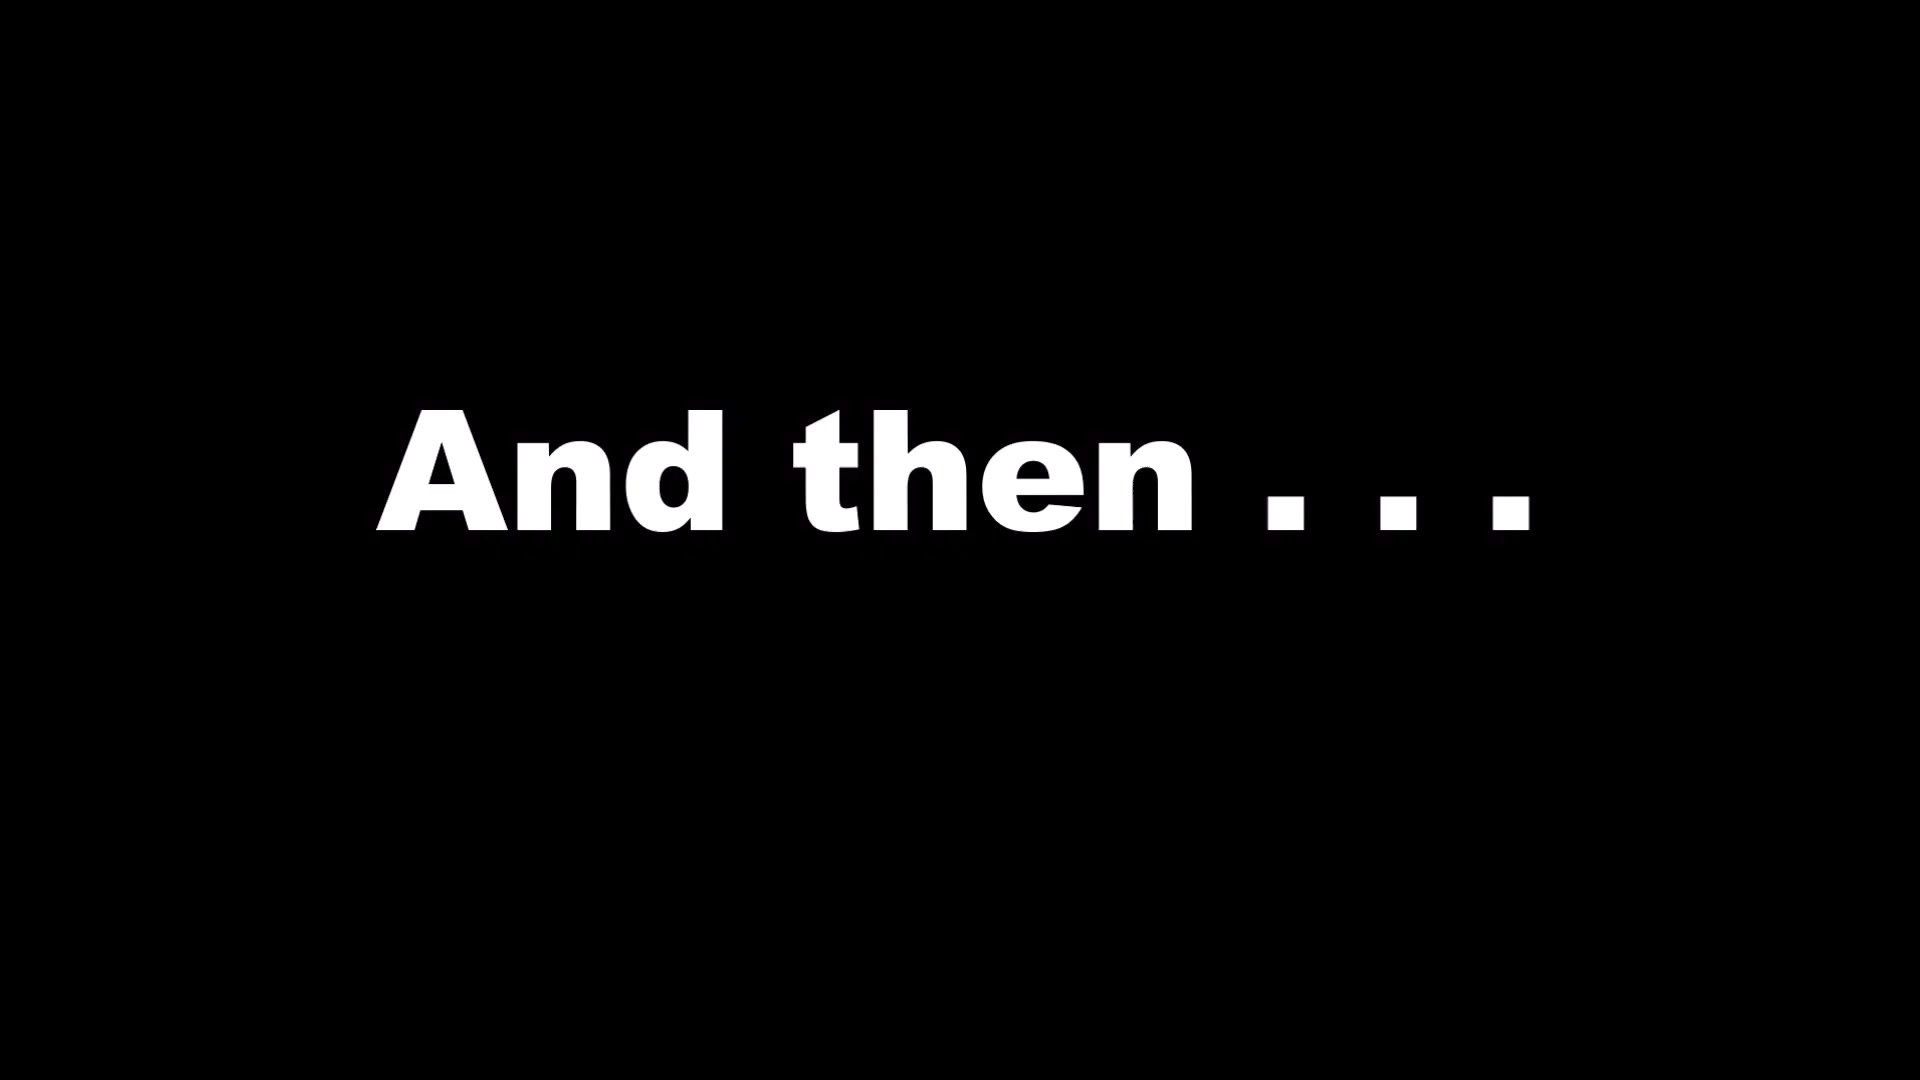 And then . . .